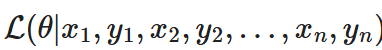 𝓛(θ|x₁, y₁, x₂, y₂, …, xₙ, yₙ)